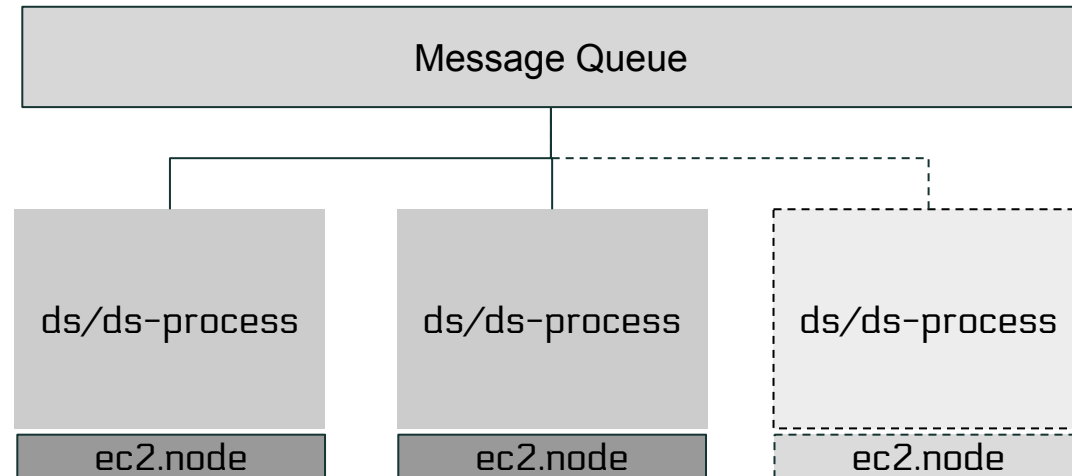 Message Queue
ds/ds-process
ds/ds-process
ds/ds-process
ec2.node
ec2.node
ec2.node